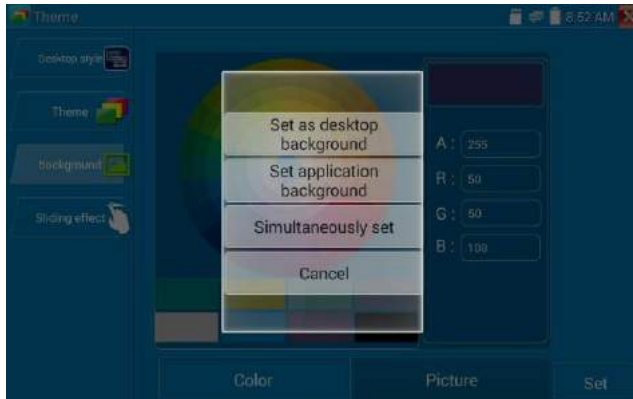 Theme
8:52 AM
Desktop style
Theme
Background
Sliding effect
Set as desktop
background
Set application
background
Simultaneously set
Cancel
A : 255
R : 50
G : 50
B : 100
Color
Picture
Set